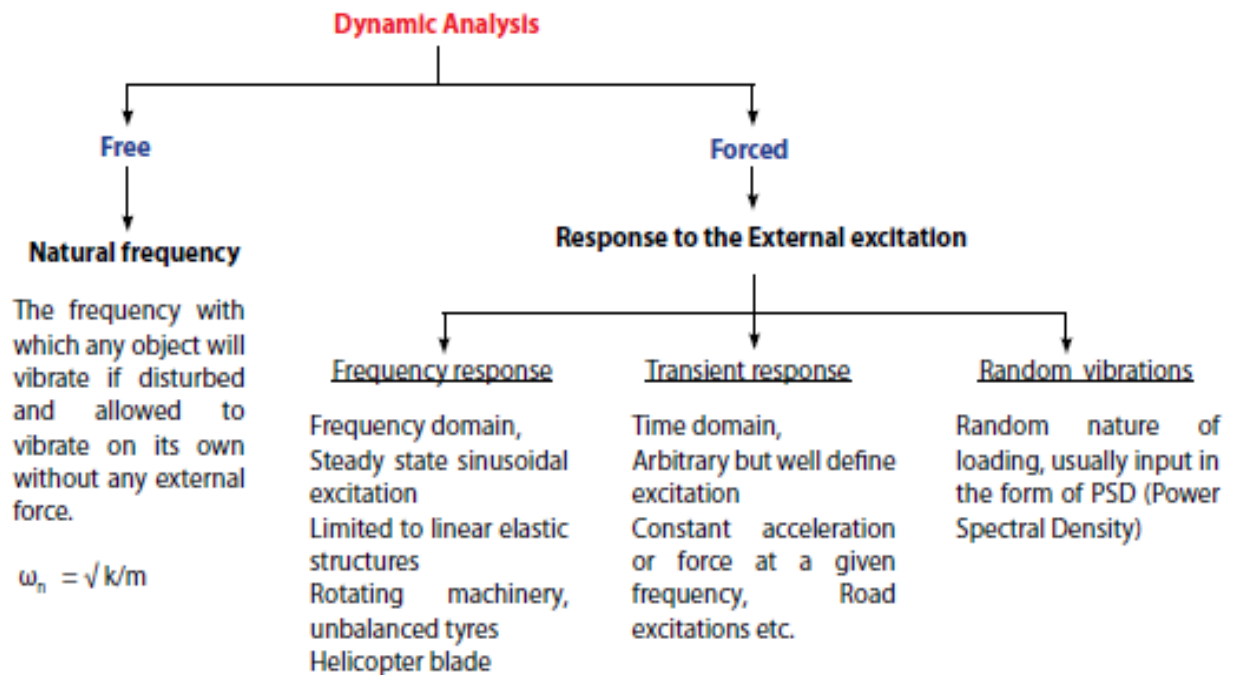 Dynamic Analysis
Free
Forced
Natural frequency
Response to the External excitation
The frequency with
which any object will
vibrate if disturbed
and allowed to
vibrate on its own
without any external
force.
ωn = √ k/m
Frequency response
Frequency domain,
Steady state sinusoidal
excitation
Limited to linear elastic
structures
Rotating machinery,
unbalanced tyres
Helicopter blade
Transient response
Time domain,
Arbitrary but well define
excitation
Constant acceleration
or force at a given
frequency, Road
excitations etc.
Random vibrations
Random nature of
loading, usually input in
the form of PSD (Power
Spectral Density)